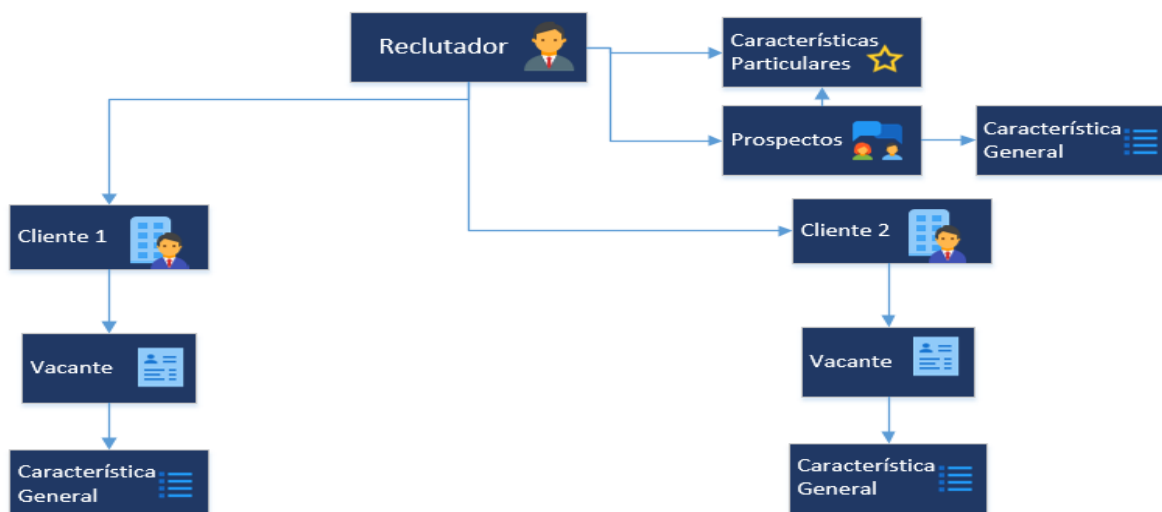 Reclutador
Características
Particulares
Prospectos
Característica
General
Cliente 1
Cliente 2
Vacante
Vacante
Característica
General
Característica
General